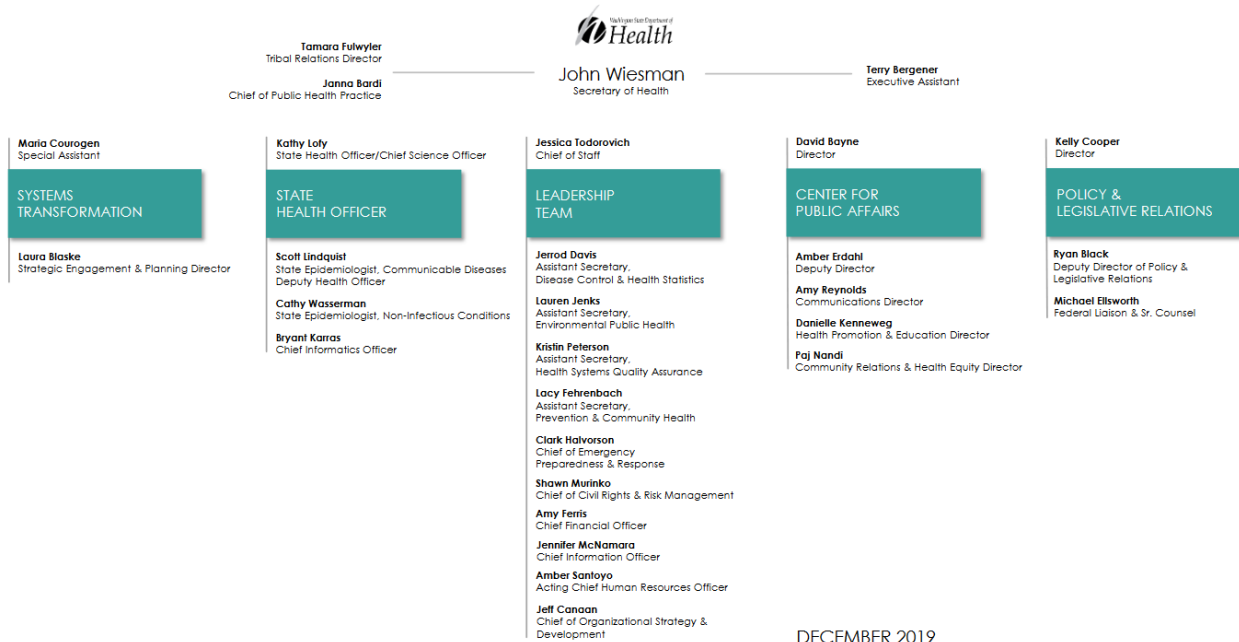 Washington State Department of
Health
Tamara Fulwyler
Tribal Relations Director
Janna Bardi
Chief of Public Health Practice
John Wiesman
Secretary of Health
Terry Bergener
Executive Assistant
Maria Courogen
Special Assistant
SYSTEMS
TRANSFORMATION
Laura Blaske
Strategic Engagement & Planning Director
Kathy Lofy
State Health Officer/Chief Science Officer
STATE
HEALTH OFFICER
Scott Lindquist
State Epidemiologist, Communicable Diseases
Deputy Health Officer
Cathy Wasserman
State Epidemiologist, Non-Infectious Conditions
Bryant Karras
Chief Informatics Officer
Jessica Todorovich
Chief of Staff
LEADERSHIP
TEAM
Jerrod Davis
Assistant Secretary,
Disease Control & Health Statistics
Lauren Jenks
Assistant Secretary,
Environmental Public Health
Kristin Peterson
Assistant Secretary,
Health Systems Quality Assurance
Lacy Fehrenbach
Assistant Secretary,
Prevention & Community Health
Clark Halvorson
Chief of Emergency
Preparedness & Response
Shawn Murinko
Chief of Civil Rights & Risk Management
Amy Ferris
Chief Financial Officer
Jennifer McNamara
Chief Information Officer
Amber Santoyo
Acting Chief Human Resources Officer
Jeff Canaan
Chief of Organizational Strategy &
Development
David Bayne
Director
CENTER FOR
PUBLIC AFFAIRS
Amber Erdahl
Deputy Director
Amy Reynolds
Communications Director
Danielle Kenneweg
Health Promotion & Education Director
Paj Nandi
Community Relations & Health Equity Director
Kelly Cooper
Director
POLICY &
LEGISLATIVE RELATIONS
Ryan Black
Deputy Director of Policy &
Legislative Relations
Michael Ellsworth
Federal Liaison & Sr. Counsel
DECEMBER 2019